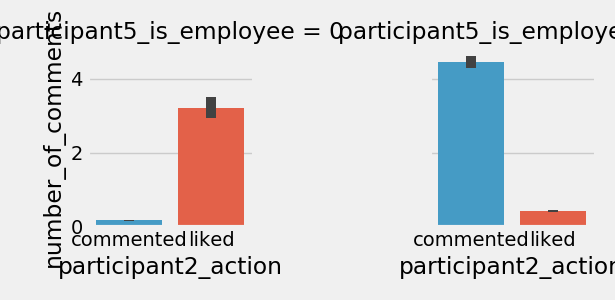 participant5_is_employee = 0
participant5_is_employe
number_of_comments
4
2
0
commented liked
commented liked
participant2_action
participant2_action